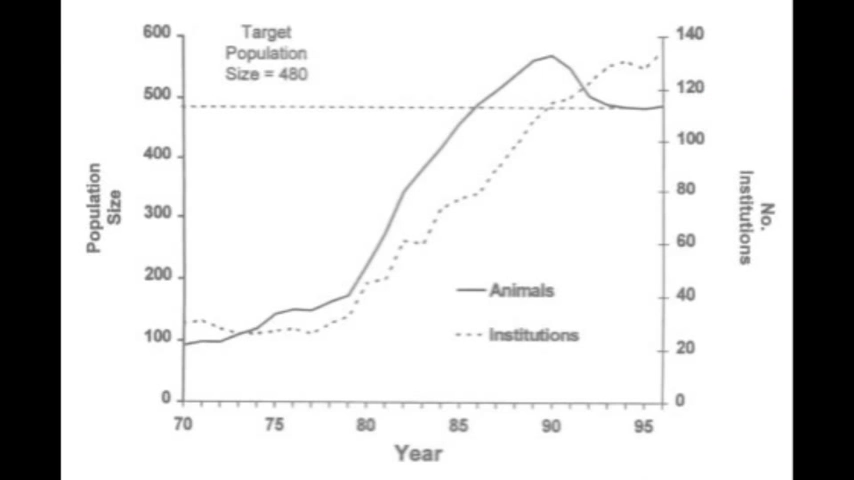 Target
Population
Size = 480
600
500
400
300
200
100
0
Population
Size
140
120
100
80
60
40
20
0
No.
Institutions
Animals
Institutions
70
75
80
85
90
95
Year